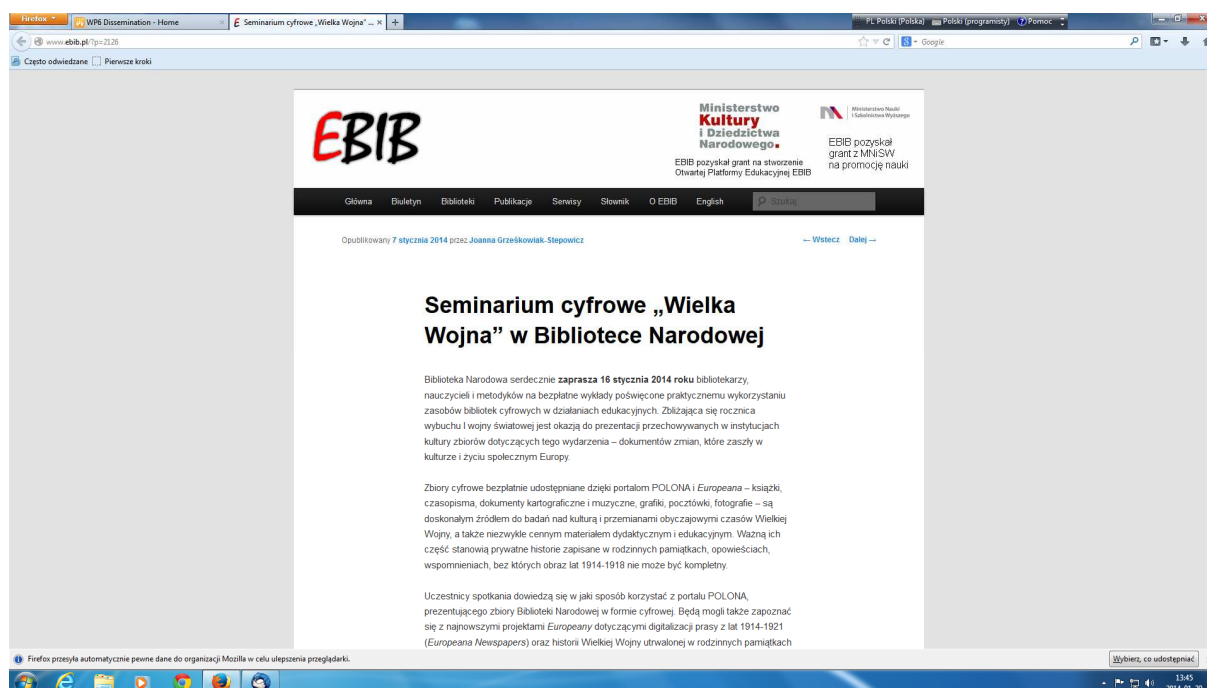 Firefox
WP6 Dissemination - Home × Seminarium cyfrowe „Wielka Wojna” ... × +
PL Polski (Polska) Polski (programisty) Pomoc
www.ebib.pl/?p=2126
Google
Często odwiedzane Pierwsze kroki
EBIB
Ministerstwo
Kultury
i Dziedzictwa
Narodowego.
EBIB pozyskał grant na stworzenie
Otwartej Platformy Edukacyjnej EBIB
Ministerstwo Nauki
i Szkolnictwa Wyższego
EBIB pozyskał
grant z MNiSW
na promocję nauki
Główna Biuletyn Biblioteki Publikacje Serwisy Słownik O EBIB English Szukaj
Opublikowany 7 stycznia 2014 przez Joanna Grześkowiak-Stepowicz
← Wstecz Dalej →
Seminarium cyfrowe „Wielka
Wojna” w Bibliotece Narodowej
Biblioteka Narodowa serdecznie zaprasza 16 stycznia 2014 roku bibliotekarzy,
nauczycieli i metodyków na bezpłatne wykłady poświęcone praktycznemu wykorzystaniu
zasobów bibliotek cyfrowych w działaniach edukacyjnych. Zbliżająca się rocznica
wybuchu I wojny światowej jest okazją do prezentacji przechowywanych w instytucjach
kultury zbiorów dotyczących tego wydarzenia – dokumentów zmian, które zaszły w
kulturze i życiu społecznym Europy.
Zbiory cyfrowe bezpłatnie udostępniane dzięki portalom POLONA i Europeana – książki,
czasopisma, dokumenty kartograficzne i muzyczne, grafiki, pocztówki, fotografie – są
doskonałym źródłem do badań nad kulturą i przemianami obyczajowymi czasów Wielkiej
Wojny, a także niezwykle cennym materiałem dydaktycznym i edukacyjnym. Ważną ich
część stanowią prywatne historie zapisane w rodzinnych pamiątkach, opowieściach,
wspomnieniach, bez których obraz lat 1914-1918 nie może być kompletny.
Uczestnicy spotkania dowiedzą się w jaki sposób korzystać z portalu POLONA,
prezentującego zbiory Biblioteki Narodowej w formie cyfrowej. Będą mogli także zapoznać
się z najnowszymi projektami Europeany dotyczącymi digitalizacji prasy z lat 1914-1921
(Europeana Newspapers) oraz historii Wielkiej Wojny utrwalonej w rodzinnych pamiątkach
Firefox przesyła automatycznie pewne dane do organizacji Mozilla w celu ulepszenia przeglądarki.
Wybierz, co udostępniać
13:45